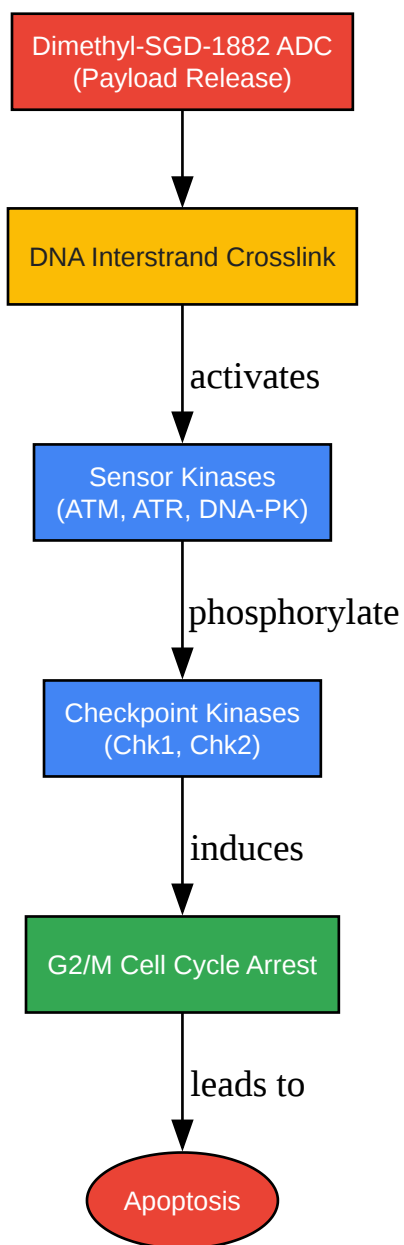 Dimethyl-SGD-1882 ADC
(Payload Release)
DNA Interstrand Crosslink
activates
Sensor Kinases
(ATM, ATR, DNA-PK)
phosphorylate
Checkpoint Kinases
(Chk1, Chk2)
induces
G2/M Cell Cycle Arrest
leads to
Apoptosis